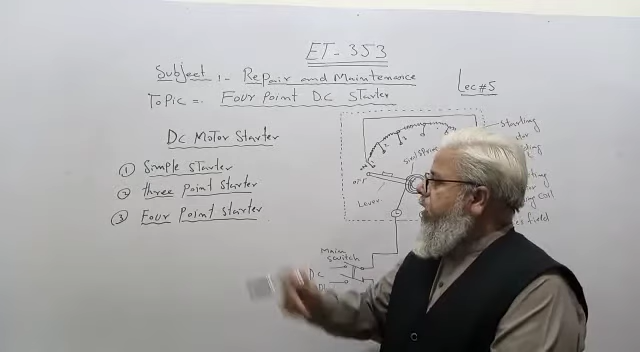 ET-353
Subject :- Repair and Maintenance
Lec#5
Topic =. Four Point DC Starter
DC Motor Starter
① Simple Starter
② Three Point Starter
③ Four Point Starter
starting
OFF
Lever
coil
field
Main
switch
DC